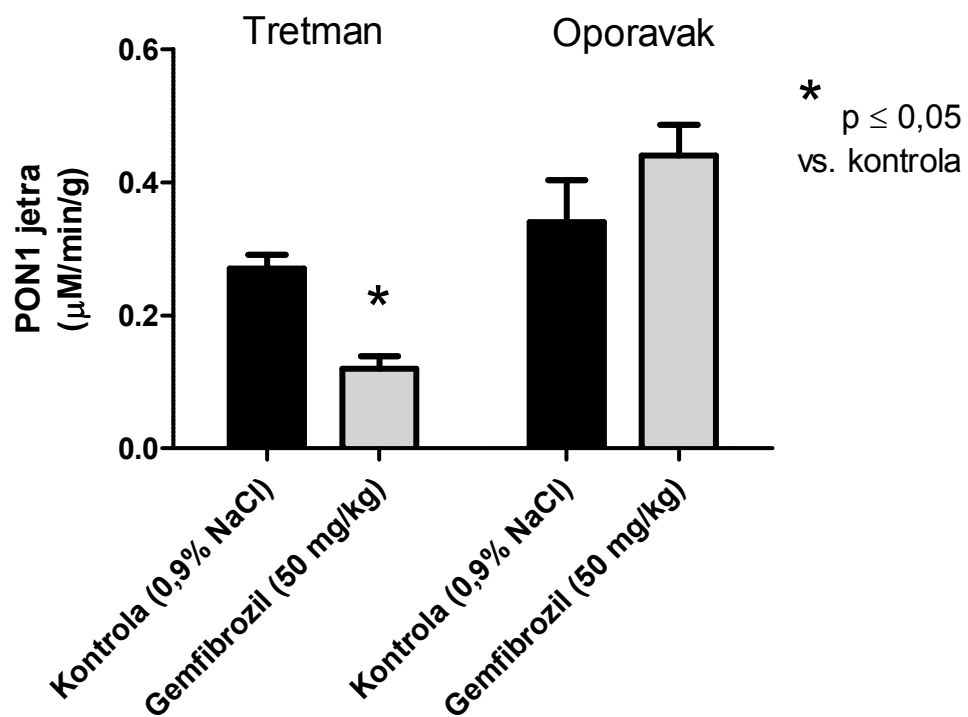 Tretman
Oporavak
0.6
0.4
0.2
0.0
PON1 jetra
(μM/min/g)
*
*
p ≤ 0,05
vs. kontrola
Kontrola (0,9% NaCl)
Gemfibrozil (50 mg/kg)
Kontrola (0,9% NaCl)
Gemfibrozil (50 mg/kg)